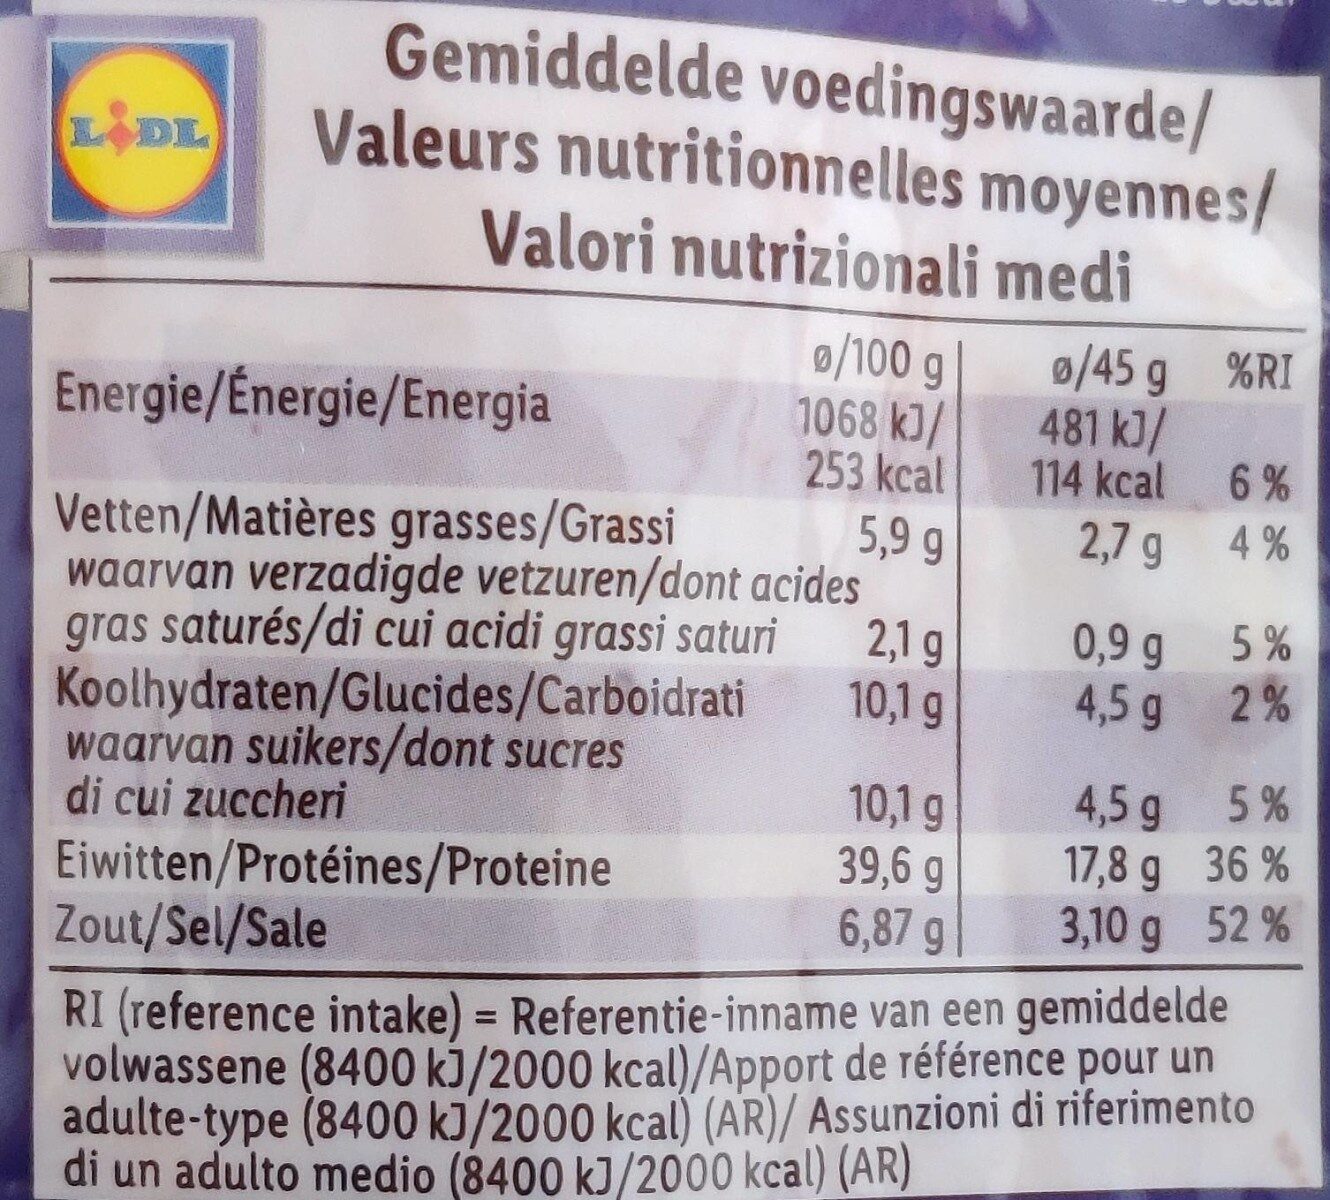 LIDL
Gemiddelde voedingswaarde/
Valeurs nutritionnelles moyennes/
Valori nutrizionali medi
ø/100 g ø/45 g %RI
Energie/Énergie/Energia 1068 kJ/ 481 kJ/
253 kcal 114 kcal 6 %
Vetten/Matières grasses/Grassi 5,9 g 2,7 g 4 %
waarvan verzadigde vetzuren/dont acides
gras saturés/di cui acidi grassi saturi 2,1 g 0,9 g 5 %
Koolhydraten/Glucides/Carboidrati 10,1 g 4,5 g 2 %
waarvan suikers/dont sucres
di cui zuccheri 10,1 g 4,5 g 5 %
Eiwitten/Protéines/Proteine 39,6 g 17,8 g 36 %
Zout/Sel/Sale 6,87 g 3,10 g 52 %
RI (reference intake) = Referentie-inname van een gemiddelde
volwassene (8400 kJ/2000 kcal)/Apport de référence pour un
adulte-type (8400 kJ/2000 kcal) (AR)/ Assunzioni di riferimento
di un adulto medio (8400 kJ/2000 kcal) (AR)